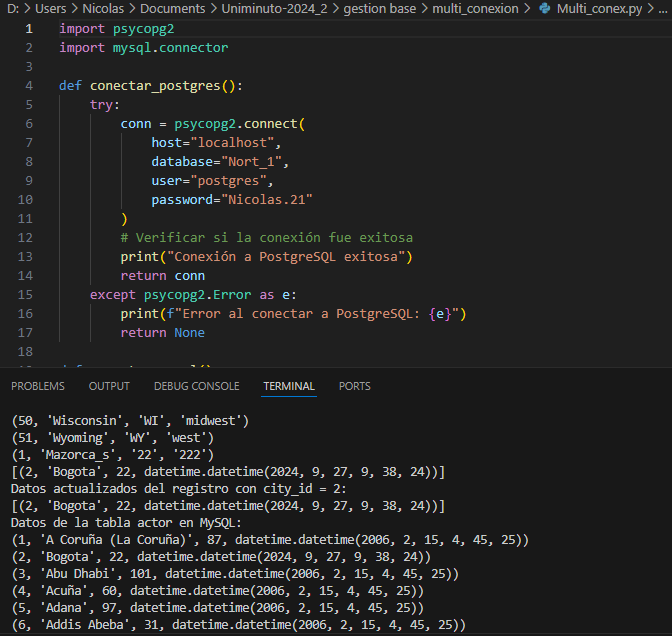 D: > Users > Nicolas > Documents > Uniminuto-2024_2 > gestion base > multi_conexion > Multi_conex.py > ...
1 import psycopg2
2 import mysql.connector
3
4 def conectar_postgres():
5 try:
6 conn = psycopg2.connect(
7 host="localhost",
8 database="Nort_1",
9 user="postgres",
10 password="Nicolas.21"
11 )
12 # Verificar si la conexión fue exitosa
13 print("Conexión a PostgreSQL exitosa")
14 return conn
15 except psycopg2.Error as e:
16 print(f"Error al conectar a PostgreSQL: {e}")
17 return None
18
PROBLEMS OUTPUT DEBUG CONSOLE TERMINAL PORTS
(50, 'Wisconsin', 'WI', 'midwest')
(51, 'Wyoming', 'WY', 'west')
(1, 'Mazorca_s', '22', '222')
[(2, 'Bogota', 22, datetime.datetime(2024, 9, 27, 9, 38, 24))]
Datos actualizados del registro con city_id = 2:
[(2, 'Bogota', 22, datetime.datetime(2024, 9, 27, 9, 38, 24))]
Datos de la tabla actor en MySQL:
(1, 'A Coruña (La Coruña)', 87, datetime.datetime(2006, 2, 15, 4, 45, 25))
(2, 'Bogota', 22, datetime.datetime(2024, 9, 27, 9, 38, 24))
(3, 'Abu Dhabi', 101, datetime.datetime(2006, 2, 15, 4, 45, 25))
(4, 'Acuña', 60, datetime.datetime(2006, 2, 15, 4, 45, 25))
(5, 'Adana', 97, datetime.datetime(2006, 2, 15, 4, 45, 25))
(6, 'Addis Abeba', 31, datetime.datetime(2006, 2, 15, 4, 45, 25))